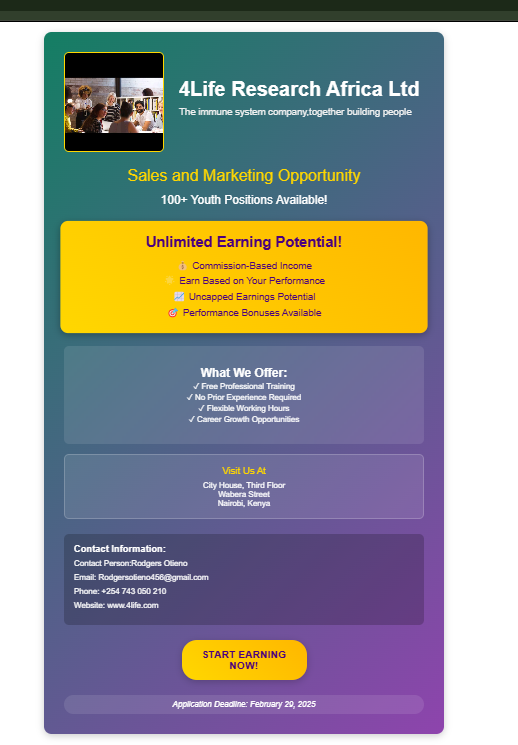 4Life Research Africa Ltd
The immune system company,together building people
Sales and Marketing Opportunity
100+ Youth Positions Available!
Unlimited Earning Potential!
Commission-Based Income
Earn Based on Your Performance
📈 Uncapped Earnings Potential
🎯 Performance Bonuses Available
What We Offer:
✓ Free Professional Training
✓ No Prior Experience Required
✓ Flexible Working Hours
✓ Career Growth Opportunities
Visit Us At
City House, Third Floor
Wabera Street
Nairobi, Kenya
Contact Information:
Contact Person:Rodgers Otieno
Email: Rodgersotieno456@gmail.com
Phone: +254 743 050 210
Website: www.4life.com
START EARNING
NOW!
Application Deadline: February 29, 2025